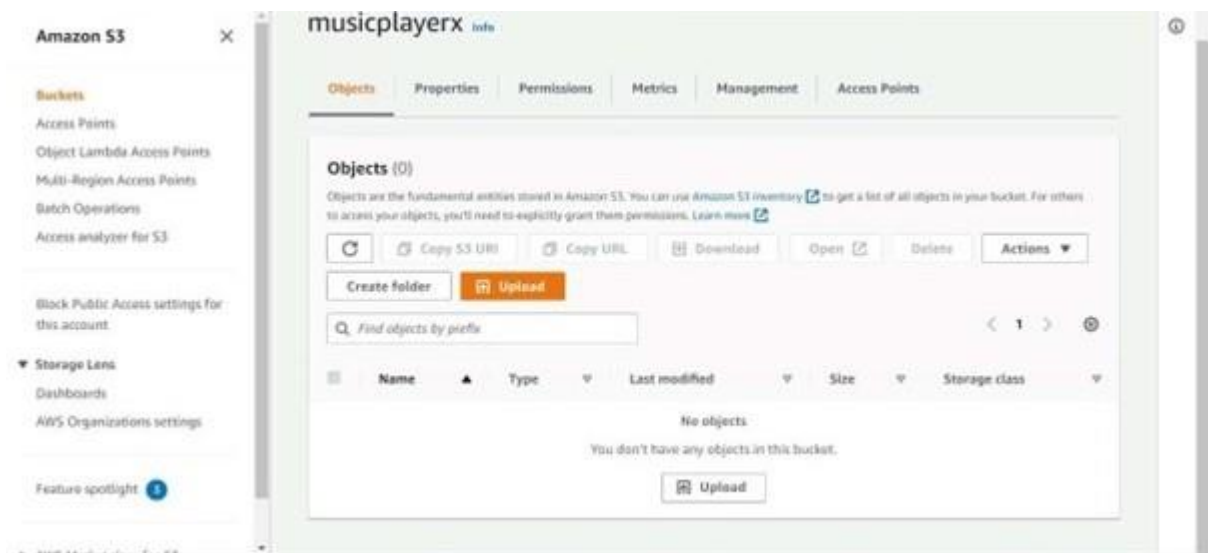 Amazon S3
Buckets
Access Points
Object Lambda Access Points
Multi-Region Access Points
Batch Operations
Access analyzer for S3
Block Public Access settings for
this account
Storage Lens
Dashboards
AWS Organizations settings
Feature spotlight 3
musicplayerx Info
Objects Properties Permissions Metrics Management Access Points
Objects (0)
Objects are the fundamental entities stored in Amazon S3. You can use Amazon S3 inventory to get a list of all objects in your bucket. For others
to access your objects, you'll need to explicitly grant them permissions. Learn more
Copy S3 URI Copy URL Download Open Delete Actions
Create folder Upload
Find objects by prefix 1
Name Type Last modified Size Storage class
No objects
You don't have any objects in this bucket.
Upload